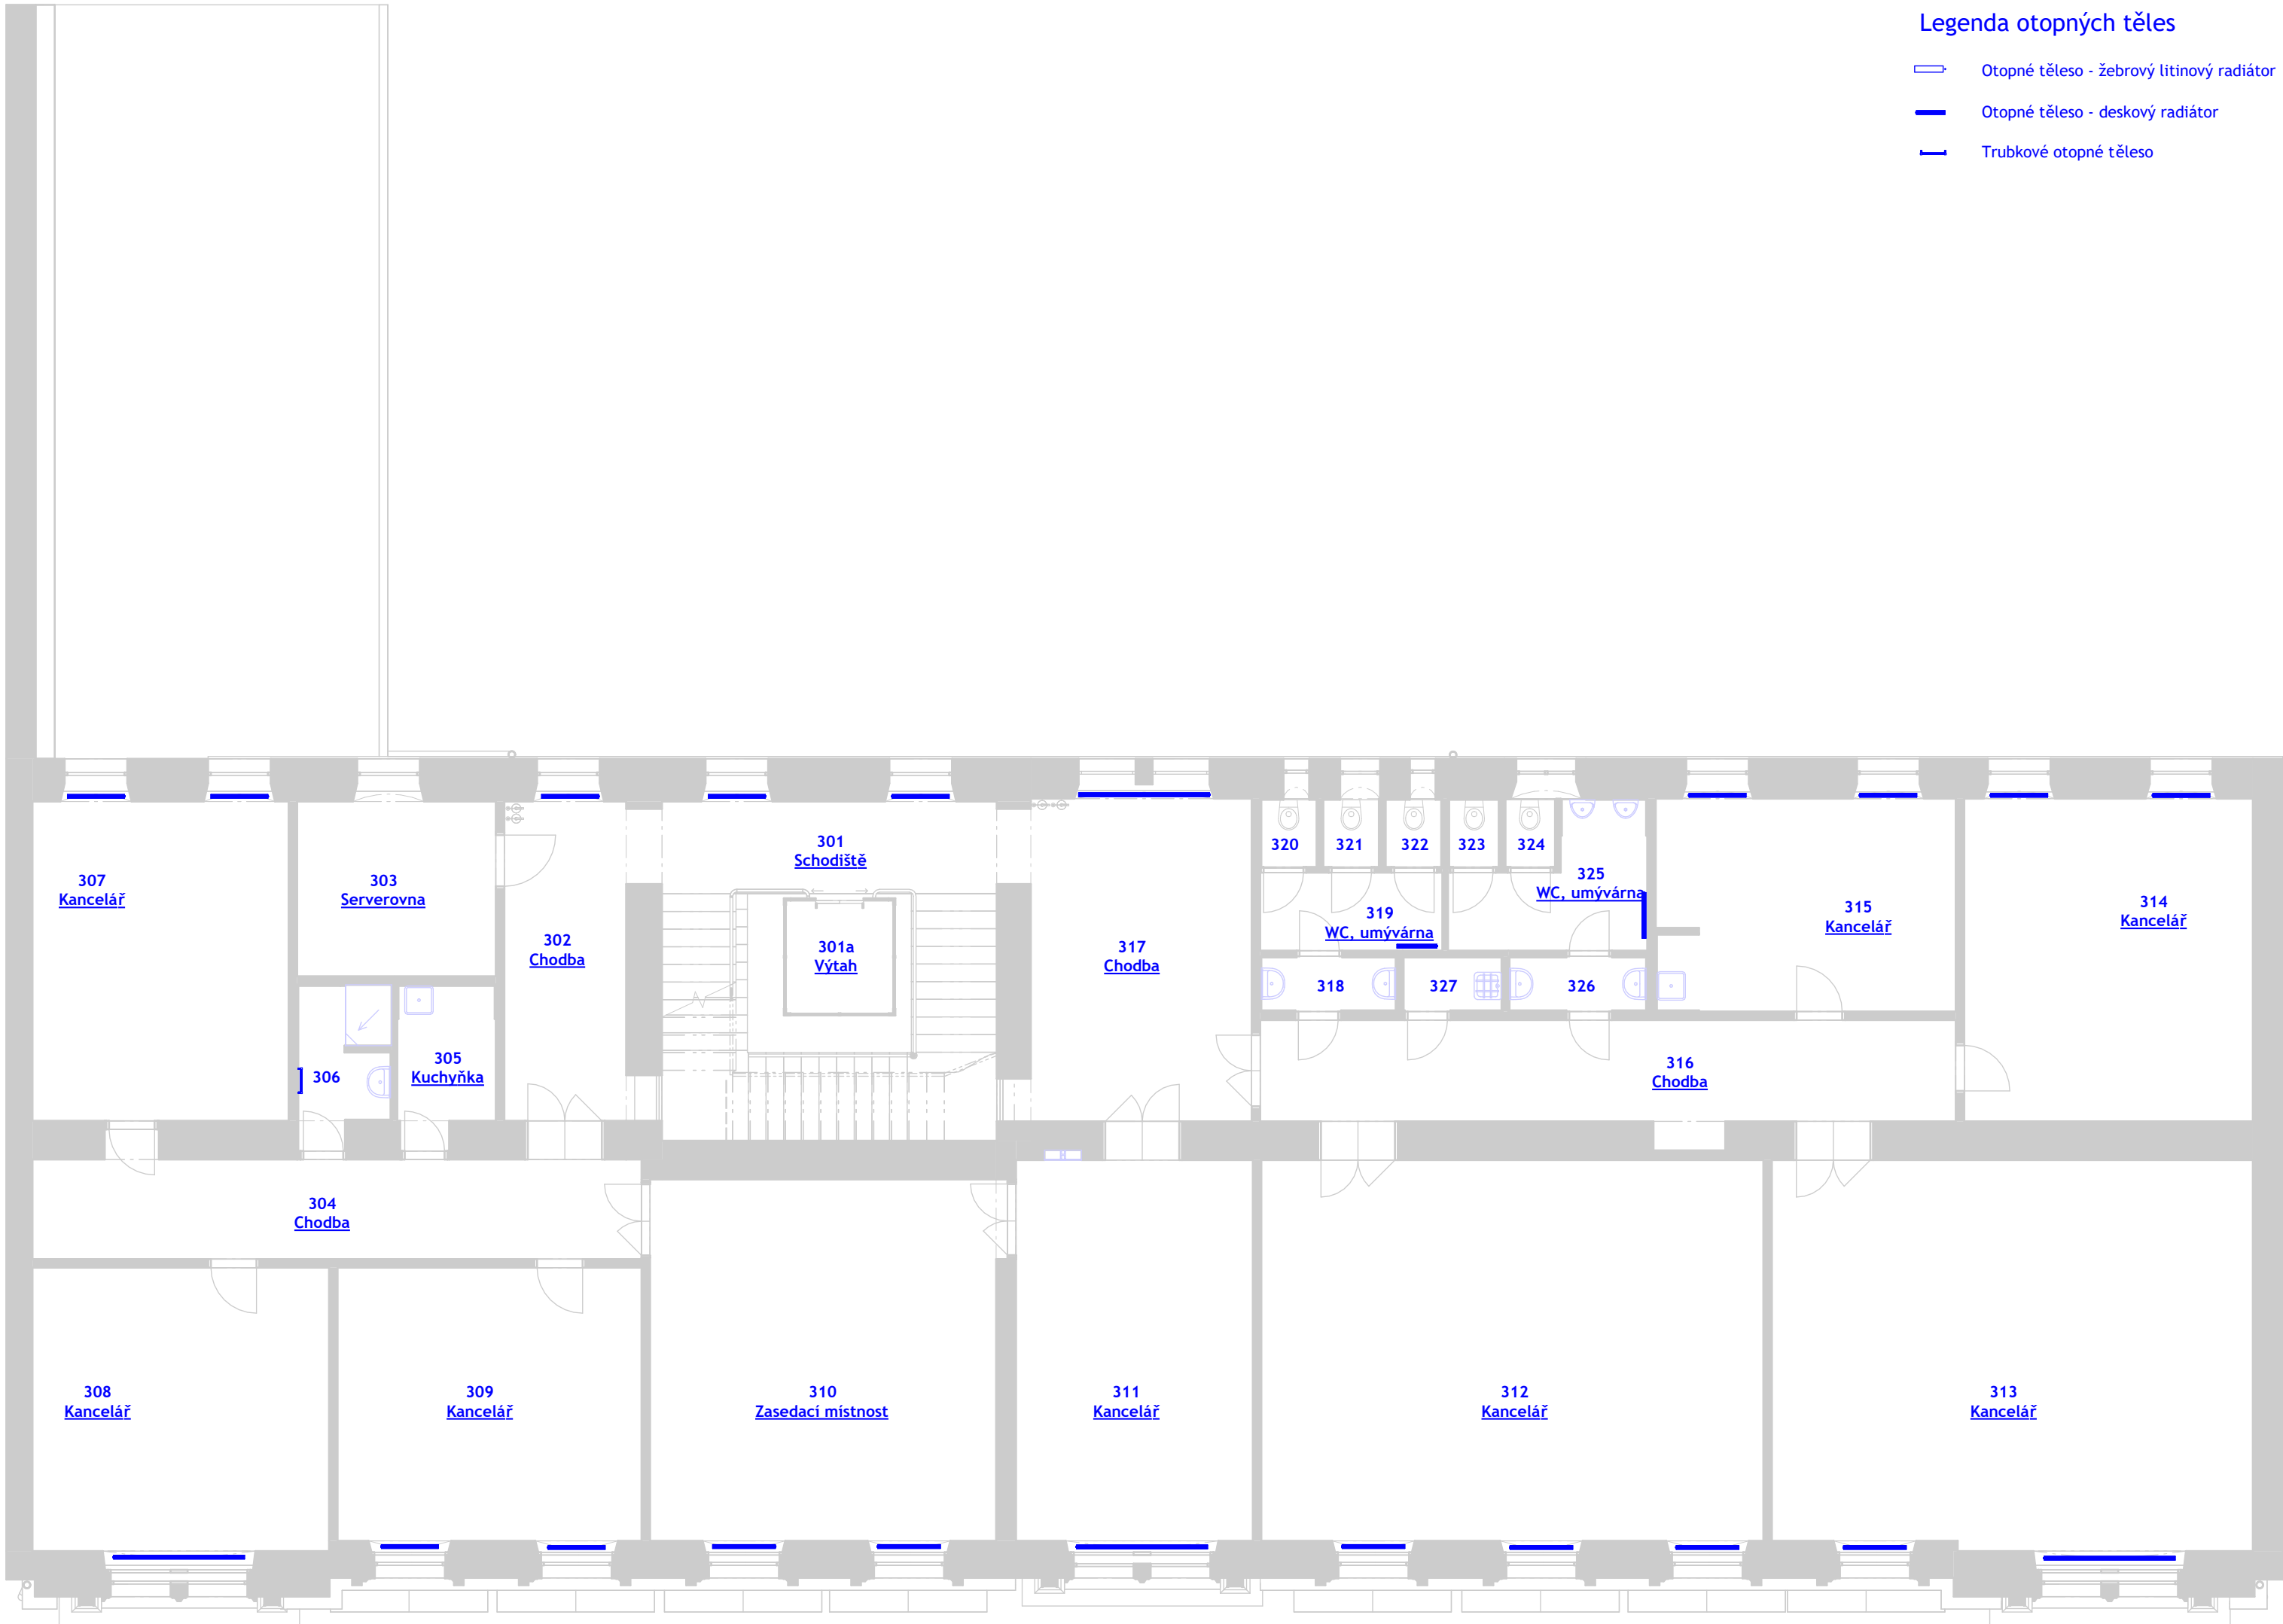 Legenda otopných těles
Otopné těleso - žebrový litinový radiátor
Otopné těleso - deskový radiátor
Trubkové otopné těleso
301
Schodiště
320
321
322
323
324
307
Kancelář
303
Serverovna
325
WC, umývárna
319
WC, umývárna
315
Kancelář
314
Kancelář
302
Chodba
301a
Výtah
317
Chodba
318
327
326
306
305
Kuchyňka
316
Chodba
304
Chodba
308
Kancelář
309
Kancelář
310
Zasedací místnost
311
Kancelář
312
Kancelář
313
Kancelář